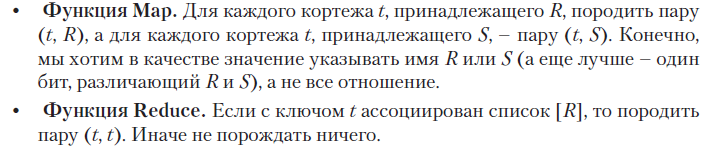 • Функция Map. Для каждого кортежа t, принадлежащего R, породить пару
(t, R), а для каждого кортежа t, принадлежащего S, – пару (t, S). Конечно,
мы хотим в качестве значение указывать имя R или S (а еще лучше – один
бит, различающий R и S), а не все отношение.
• Функция Reduce. Если с ключом t ассоциирован список [R], то породить
пару (t, t). Иначе не порождать ничего.